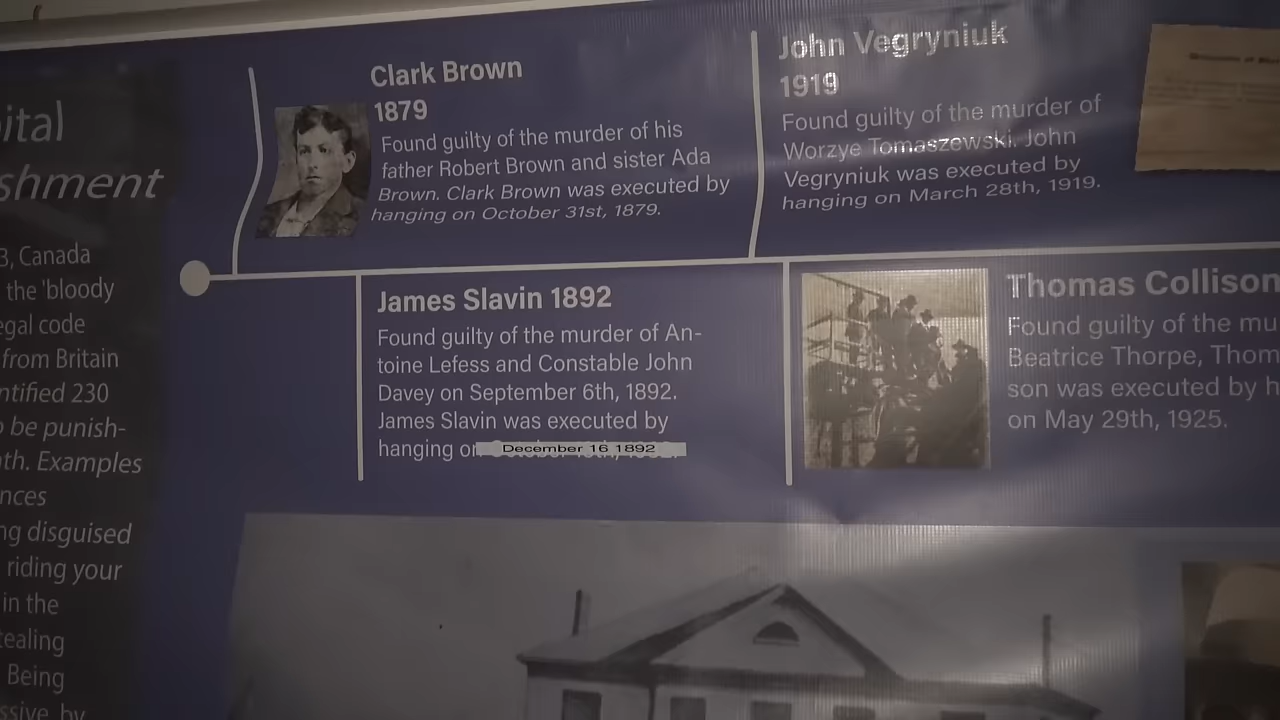 ital
shment
3, Canada
the 'bloody
egal code
from Britain
ntified 230
be punish-
th. Examples
nces
ng disguised
riding your
in the
tealing
Being
ssive, by
Clark Brown
1879
Found guilty of the murder of his
father Robert Brown and sister Ada
Brown. Clark Brown was executed by
hanging on October 31st, 1879.
John Vegryniuk
1919
Found guilty of the murder of
Worzye Tomaszewski. John
Vegryniuk was executed by
hanging on March 28th, 1919.
James Slavin 1892
Found guilty of the murder of An-
toine Lefess and Constable John
Davey on September 6th, 1892.
James Slavin was executed by
hanging on December 16 1892
Thomas Collison
Found guilty of the mu
Beatrice Thorpe, Thom
son was executed by h
on May 29th, 1925.